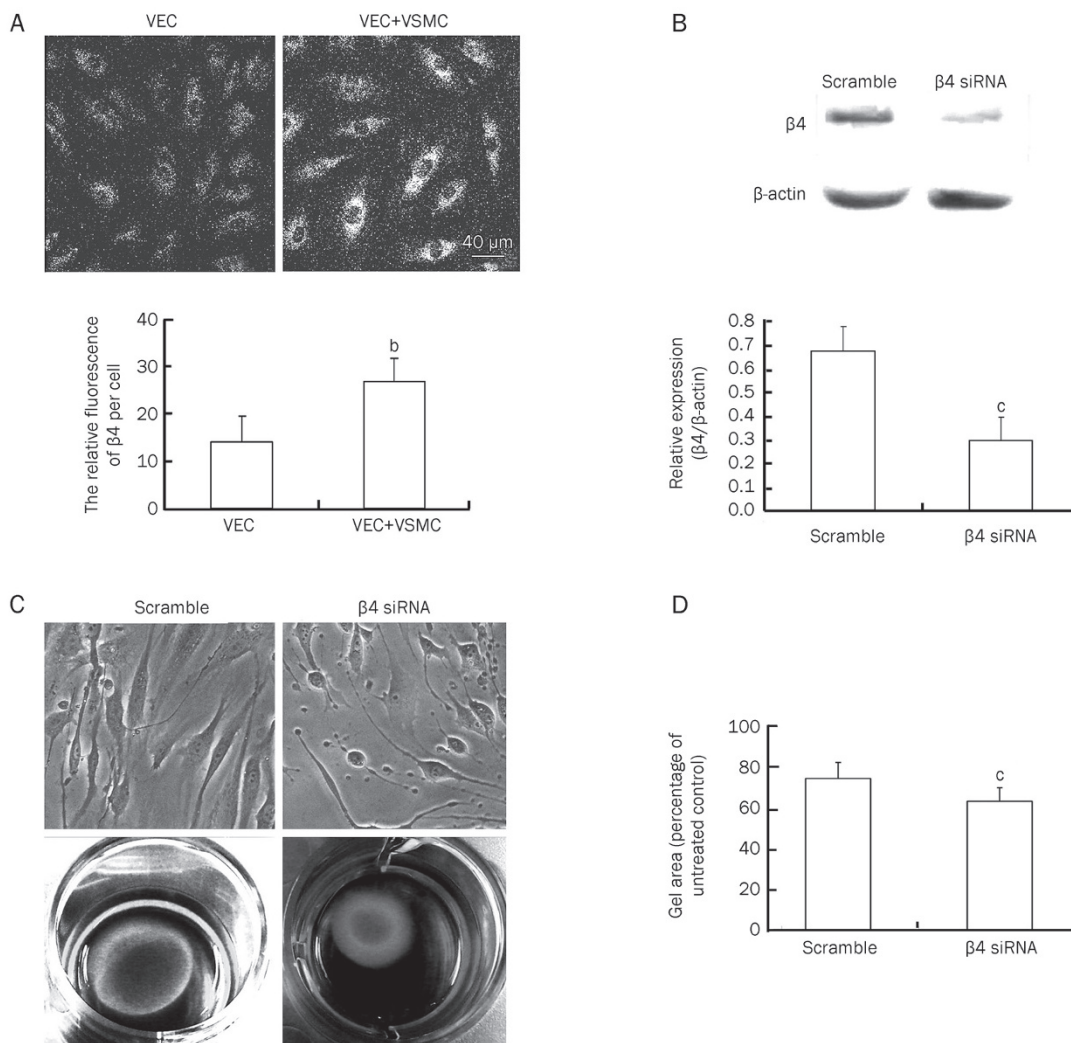 A
VEC
VEC+VSMC
40 µm
The relative fluorescence
of β4 per cell
40
30
20
10
0
b
VEC
VEC+VSMC
B
Scramble
β4 siRNA
β4
β-actin
Relative expression
(β4/β-actin)
0.8
0.7
0.6
0.5
0.4
0.3
0.2
0.1
0.0
c
Scramble
β4 siRNA
C
Scramble
β4 siRNA
D
Gel area (percentage of
untreated control)
100
80
60
40
20
0
c
Scramble
β4 siRNA